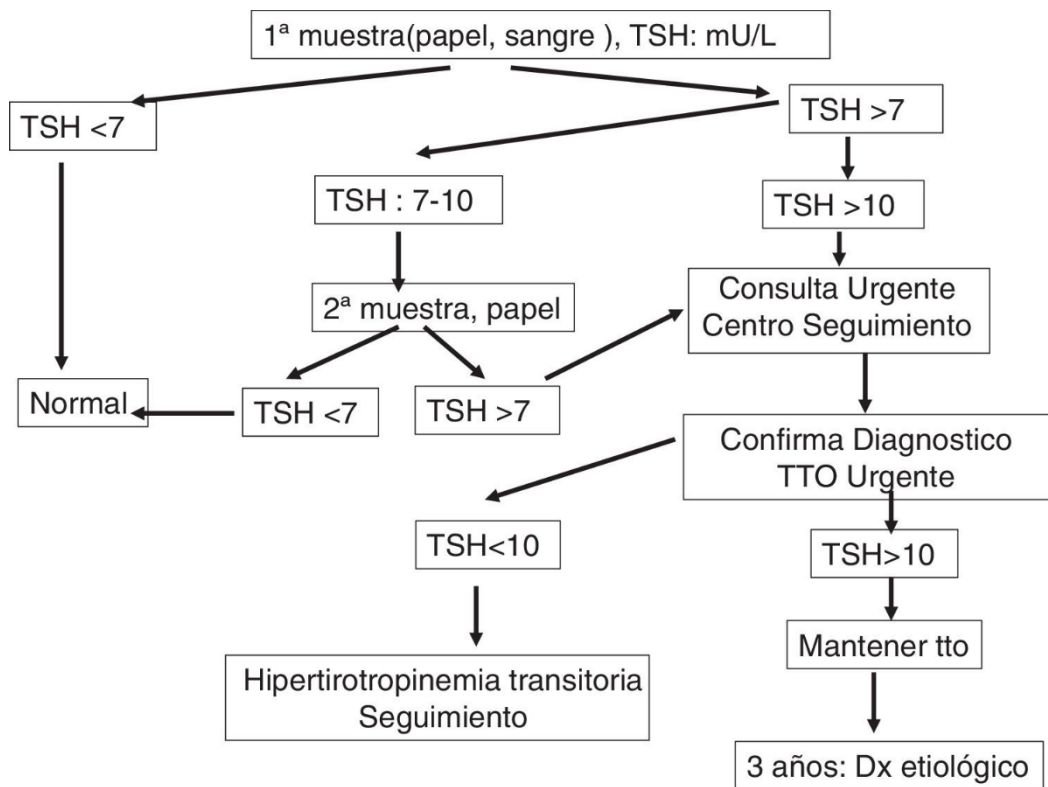 1ª muestra(papel, sangre ), TSH: mU/L
TSH <7
TSH >7
TSH : 7-10
TSH >10
2ª muestra, papel
Consulta Urgente
Centro Seguimiento
Normal
TSH <7
TSH >7
Confirma Diagnostico
TTO Urgente
TSH<10
TSH>10
Mantener tto
Hipertirotropinemia transitoria
Seguimiento
3 años: Dx etiológico